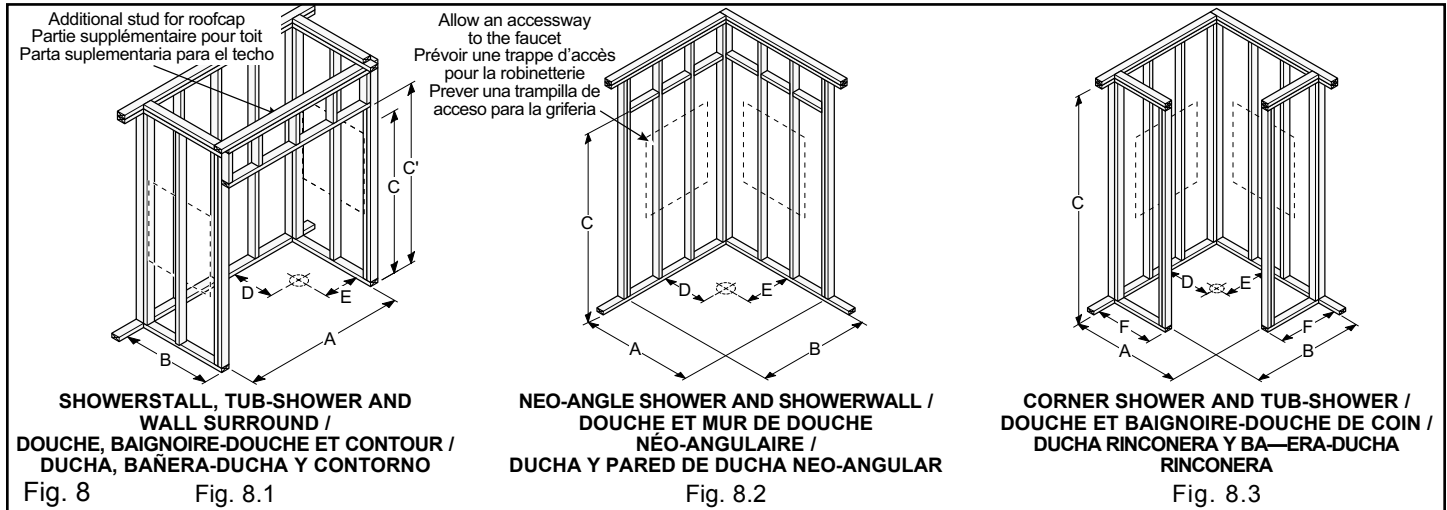 Additional stud for roofcap
Partie supplémentaire pour toit
Parta suplementaria para el techo
C'
C
D
E
A
B
SHOWERSTALL, TUB-SHOWER AND
WALL SURROUND /
DOUCHE, BAIGNOIRE-DOUCHE ET CONTOUR /
DUCHA, BAÑERA-DUCHA Y CONTORNO
Fig. 8
Fig. 8.1
Allow an accessway
to the faucet
Prévoir une trappe d'accès
pour la robinetterie
Prever una trampilla de
acceso para la griferia
C
D
E
A
B
NEO-ANGLE SHOWER AND SHOWERWALL /
DOUCHE ET MUR DE DOUCHE
NÉO-ANGULAIRE /
DUCHA Y PARED DE DUCHA NEO-ANGULAR
Fig. 8.2
C
D
E
F
F
A
B
CORNER SHOWER AND TUB-SHOWER /
DOUCHE ET BAIGNOIRE-DOUCHE DE COIN /
DUCHA RINCONERA Y BA—ERA-DUCHA
RINCONERA
Fig. 8.3